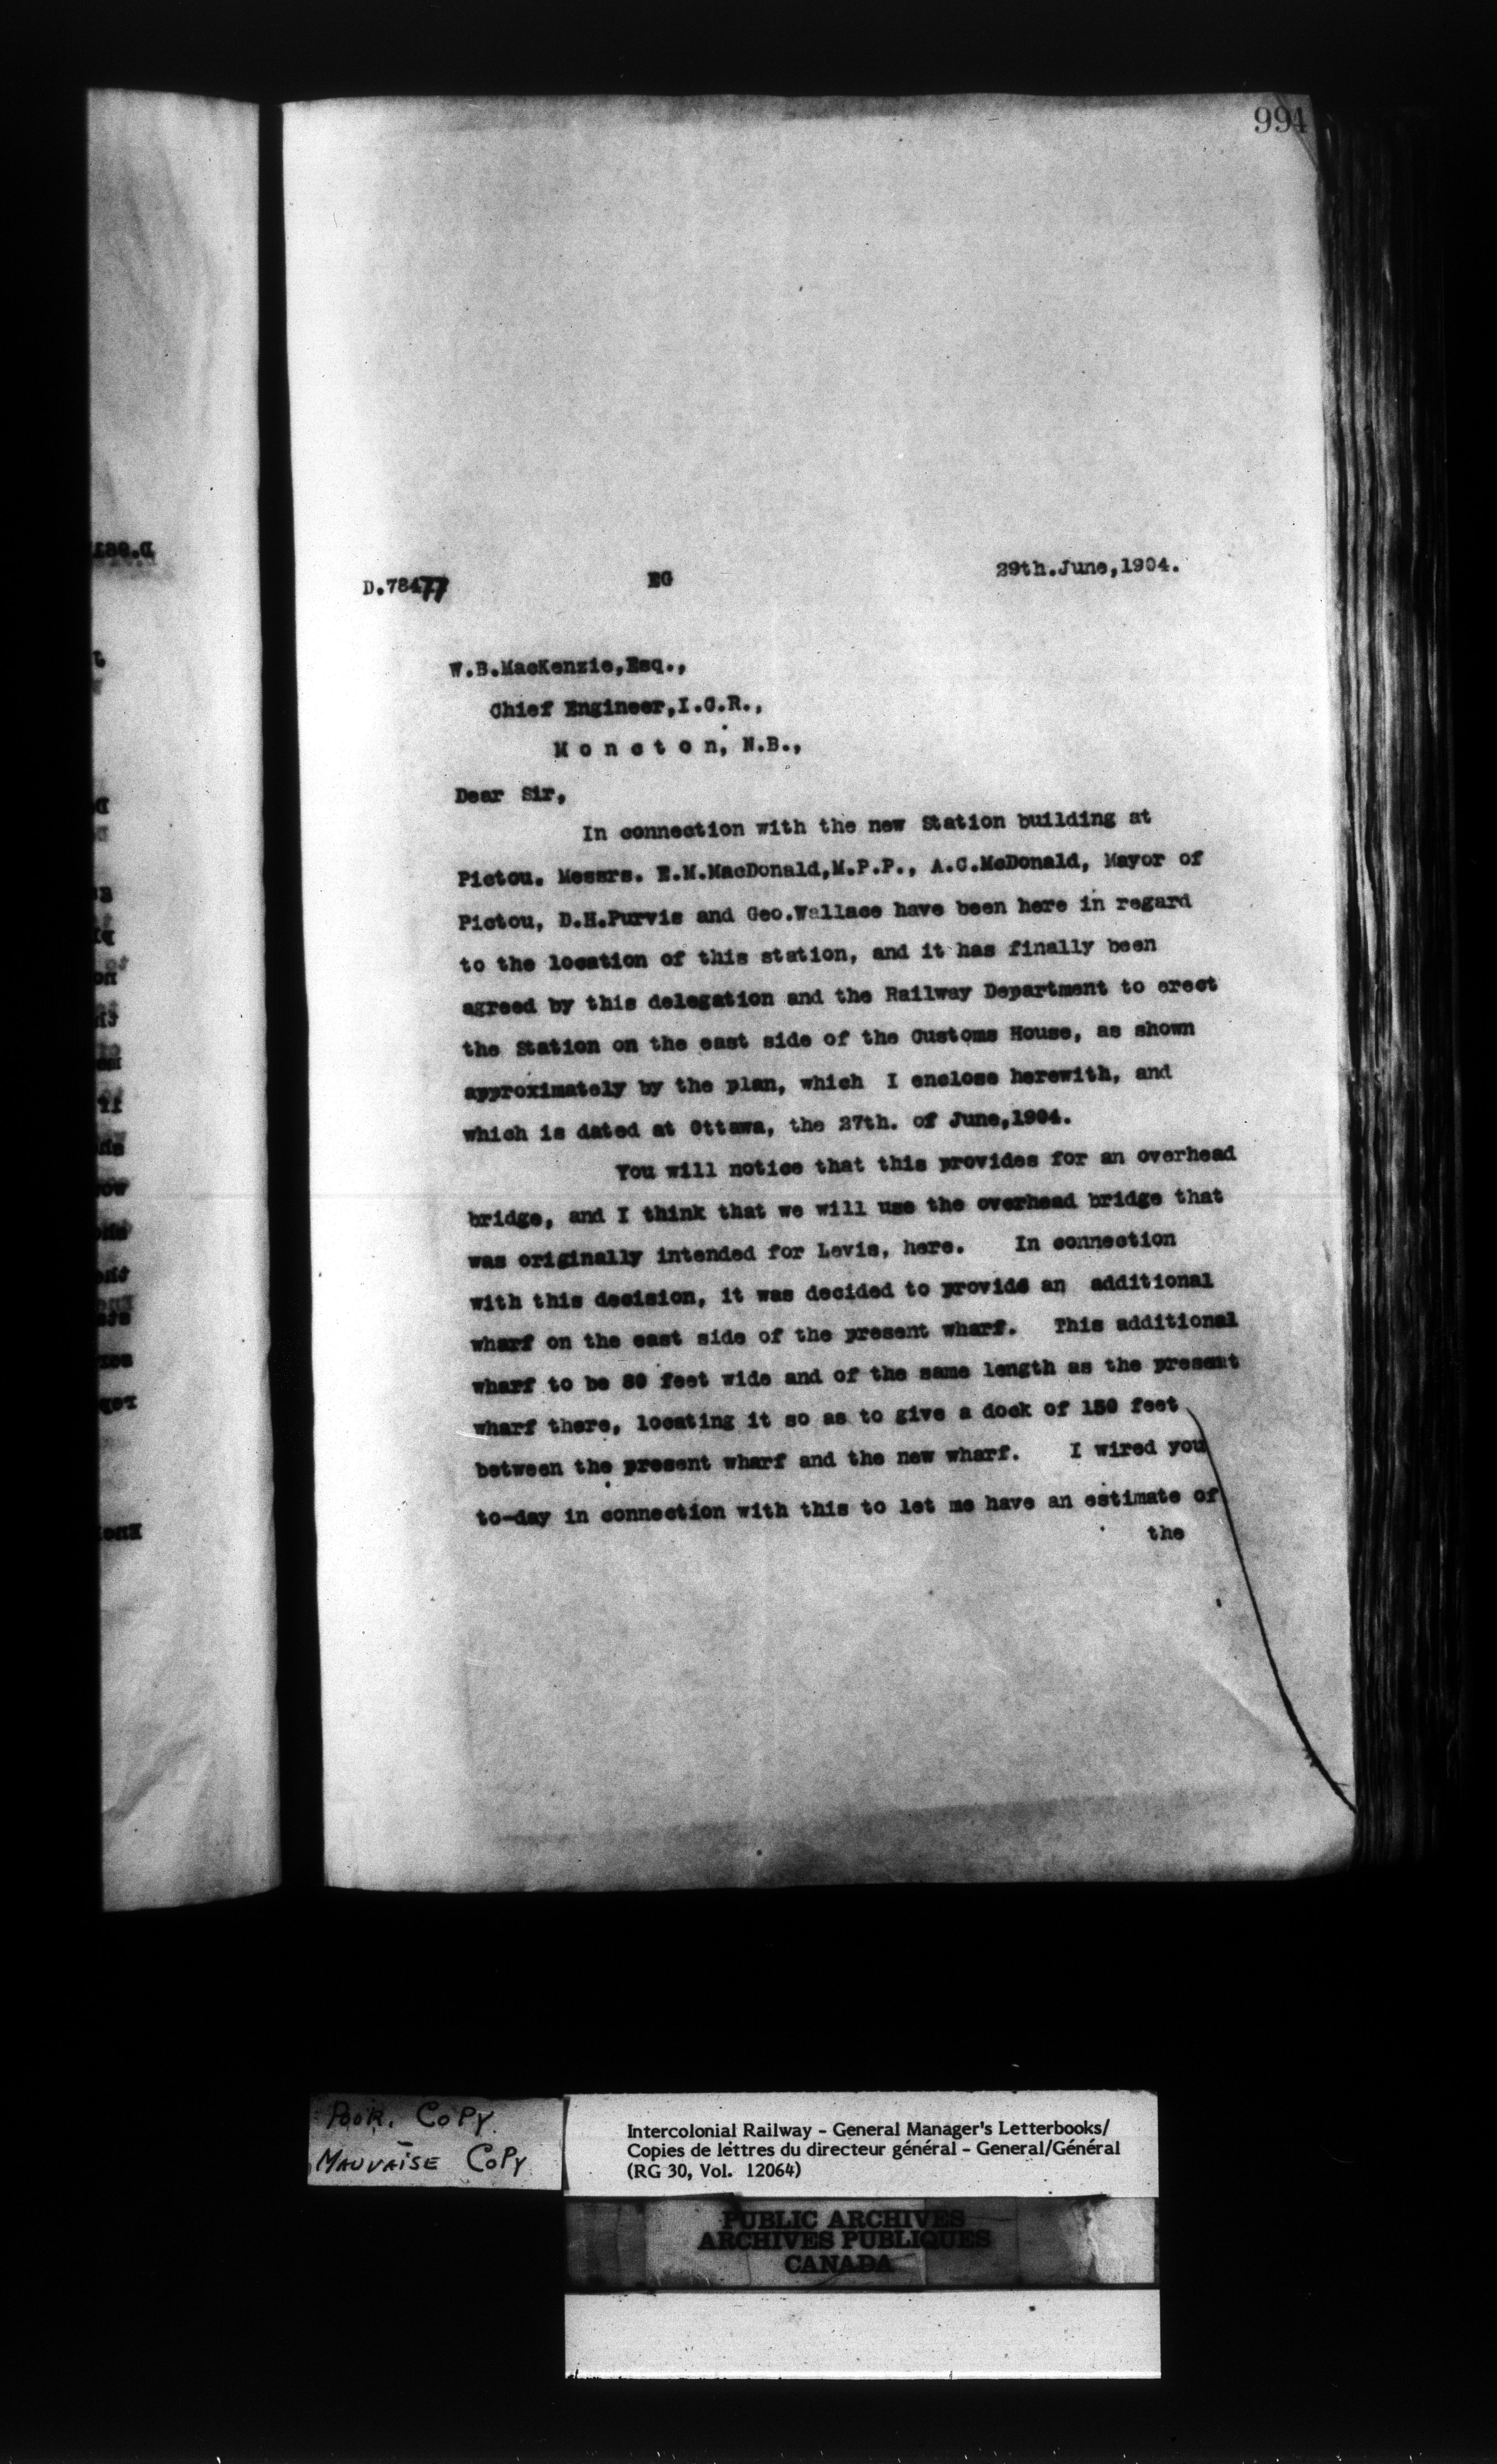 994
D.78477 EG 29th.June,1904.
W.B.MacKenzie,Esq.,
Chief Engineer,I.C.R.,
M o n c t o n, N.B.,
Dear Sir,
In connection with the new Station building at
Pictou. Messrs. E.M.MacDonald,M.P.P., A.C.McDonald, Mayor of
Pictou, D.H.Purvis and Geo.Wallace have been here in regard
to the location of this station, and it has finally been
agreed by this delegation and the Railway Department to erect
the Station on the east side of the Customs House, as shown
approximately by the plan, which I enclose herewith, and
which is dated at Ottawa, the 27th. of June,1904.
You will notice that this provides for an overhead
bridge, and I think that we will use the overhead bridge that
was originally intended for Levis, here. In connection
with this decision, it was decided to provide an additional
wharf on the east side of the present wharf. This additional
wharf to be 80 feet wide and of the same length as the present
wharf there, locating it so as to give a dock of 150 feet
between the present wharf and the new wharf. I wired you
to-day in connection with this to let me have an estimate of
the
POOR. COPY
MAUVAISE COPY
Intercolonial Railway - General Manager's Letterbooks/
Copies de lettres du directeur général - General/Général
(RG 30, Vol. 12064)
PUBLIC ARCHIVES
ARCHIVES PUBLIQUES
CANADA